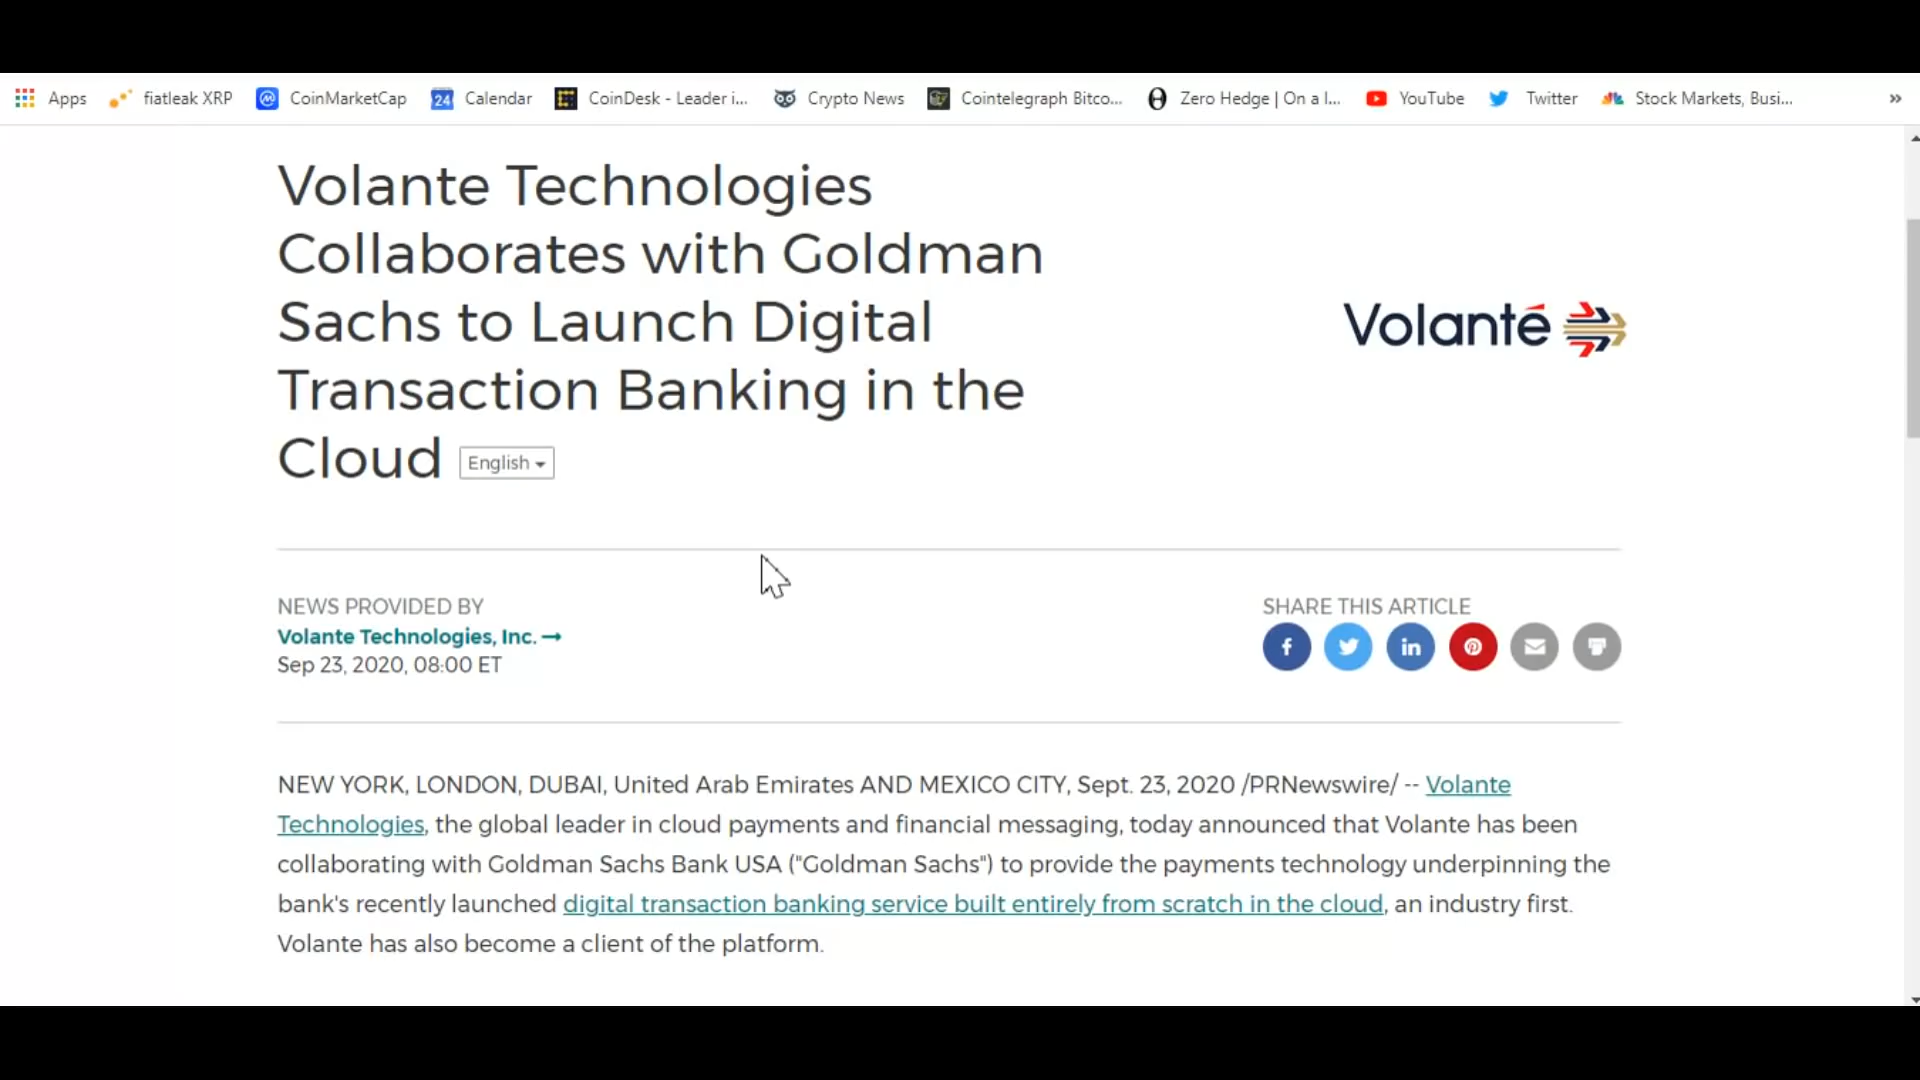 Apps fiatleak XRP CoinMarketCap 24 Calendar CoinDesk - Leader i... Crypto News Cointelegraph Bitco... Zero Hedge | On a l... YouTube Twitter Stock Markets, Busi... »
Volante Technologies
Collaborates with Goldman
Sachs to Launch Digital
Transaction Banking in the
Cloud English
Volanté
NEWS PROVIDED BY
Volante Technologies, Inc. →
Sep 23, 2020, 08:00 ET
SHARE THIS ARTICLE
NEW YORK, LONDON, DUBAI, United Arab Emirates AND MEXICO CITY, Sept. 23, 2020 /PRNewswire/ -- Volante
Technologies, the global leader in cloud payments and financial messaging, today announced that Volante has been
collaborating with Goldman Sachs Bank USA ("Goldman Sachs") to provide the payments technology underpinning the
bank's recently launched digital transaction banking service built entirely from scratch in the cloud, an industry first.
Volante has also become a client of the platform.